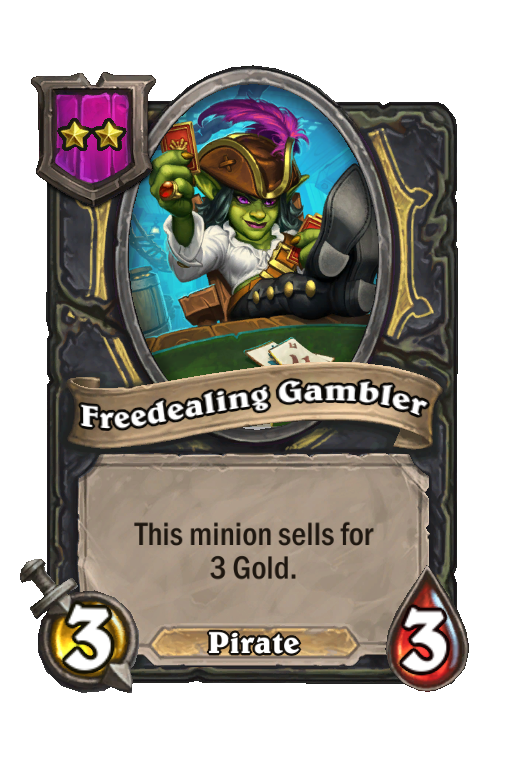 Freedealing Gambler
This minion sells for
3 Gold.
3
Pirate
3